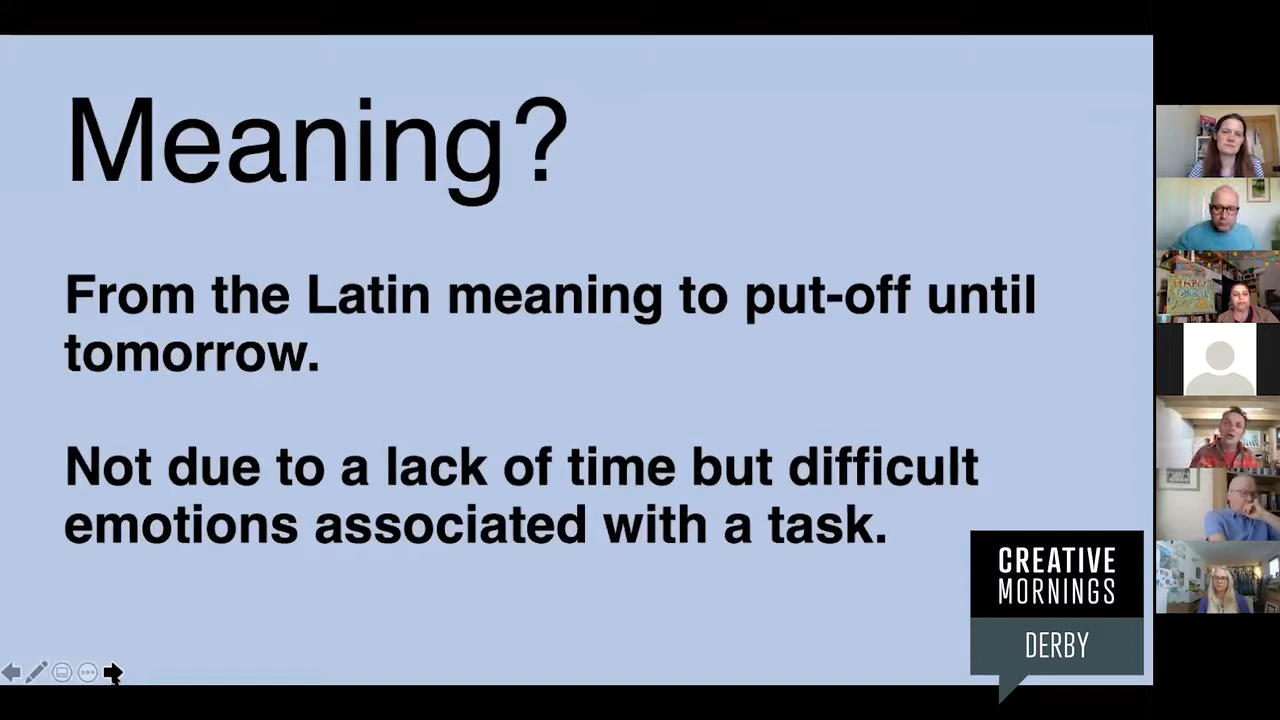 Meaning?
From the Latin meaning to put-off until
tomorrow.
Not due to a lack of time but difficult
emotions associated with a task.
CREATIVE
MORNINGS
DERBY
HAPPY